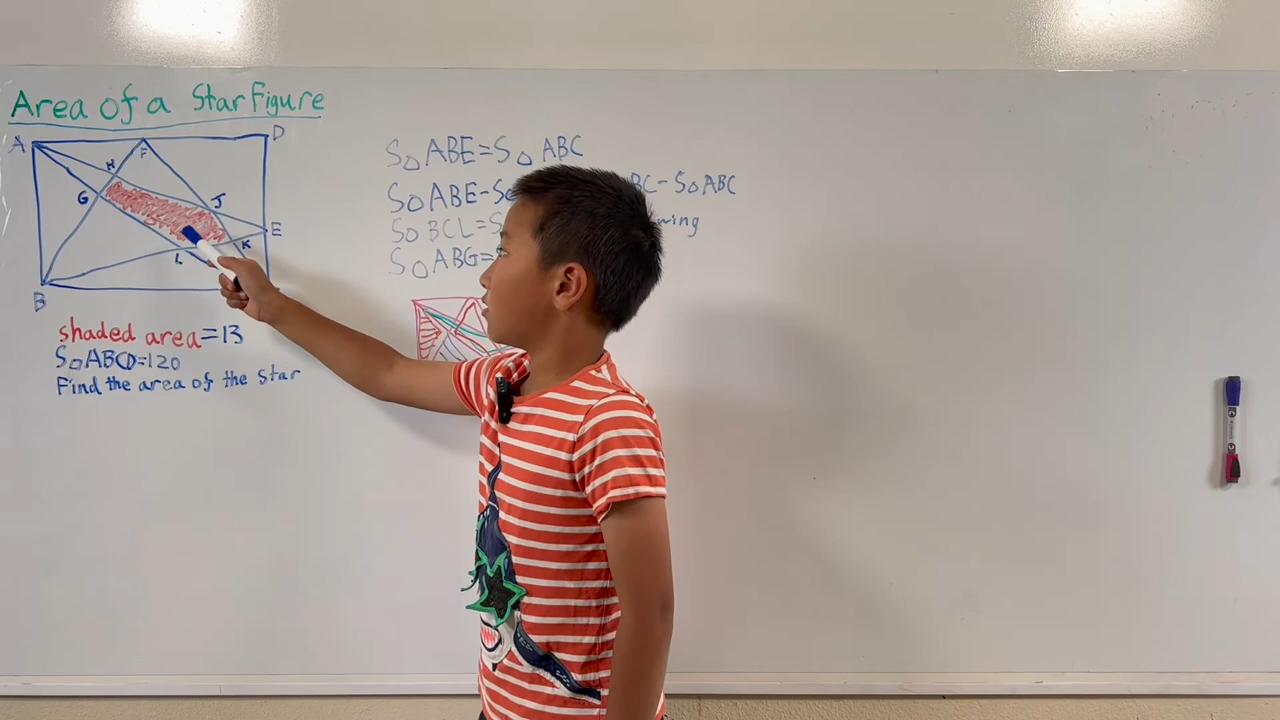 Area of a Star Figure
A
F
D
H
G
J
E
K
L
B
shaded area=13
S▱ABCD=120
Find the area of the star
S△ABE=S△ABC
S△ABE-S
BC-S△ABC
S△BCL=S
wing
S△ABG=